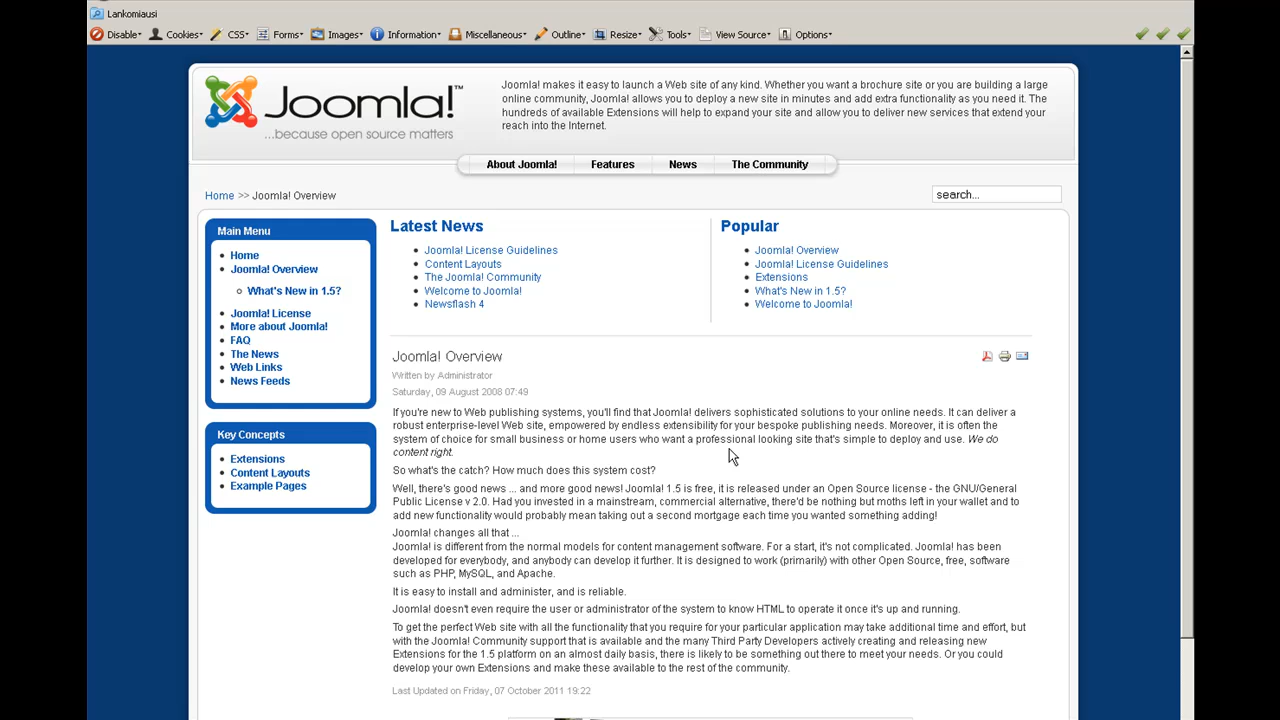 Lankomiausi
Disable Cookies CSS Forms Images Information Miscellaneous Outline Resize Tools View Source Options
Joomla!™
...because open source matters
Joomla! makes it easy to launch a Web site of any kind. Whether you want a brochure site or you are building a large
online community, Joomla! allows you to deploy a new site in minutes and add extra functionality as you need it. The
hundreds of available Extensions will help to expand your site and allow you to deliver new services that extend your
reach into the Internet.
About Joomla! Features News The Community
Home >> Joomla! Overview
search...
Main Menu
Home
Joomla! Overview
What's New in 1.5?
Joomla! License
More about Joomla!
FAQ
The News
Web Links
News Feeds
Key Concepts
Extensions
Content Layouts
Example Pages
Latest News
Joomla! License Guidelines
Content Layouts
The Joomla! Community
Welcome to Joomla!
Newsflash 4
Popular
Joomla! Overview
Joomla! License Guidelines
Extensions
What's New in 1.5?
Welcome to Joomla!
Joomla! Overview
Written by Administrator
Saturday, 09 August 2008 07:49
If you're new to Web publishing systems, you'll find that Joomla! delivers sophisticated solutions to your online needs. It can deliver a
robust enterprise-level Web site, empowered by endless extensibility for your bespoke publishing needs. Moreover, it is often the
system of choice for small business or home users who want a professional looking site that's simple to deploy and use. We do
content right.
So what's the catch? How much does this system cost?
Well, there's good news ... and more good news! Joomla! 1.5 is free, it is released under an Open Source license - the GNU/General
Public License v 2.0. Had you invested in a mainstream, commercial alternative, there'd be nothing but moths left in your wallet and to
add new functionality would probably mean taking out a second mortgage each time you wanted something adding!
Joomla! changes all that ...
Joomla! is different from the normal models for content management software. For a start, it's not complicated. Joomla! has been
developed for everybody, and anybody can develop it further. It is designed to work (primarily) with other Open Source, free, software
such as PHP, MySQL, and Apache.
It is easy to install and administer, and is reliable.
Joomla! doesn't even require the user or administrator of the system to know HTML to operate it once it's up and running.
To get the perfect Web site with all the functionality that you require for your particular application may take additional time and effort, but
with the Joomla! Community support that is available and the many Third Party Developers actively creating and releasing new
Extensions for the 1.5 platform on an almost daily basis, there is likely to be something out there to meet your needs. Or you could
develop your own Extensions and make these available to the rest of the community.
Last Updated on Friday, 07 October 2011 19:22